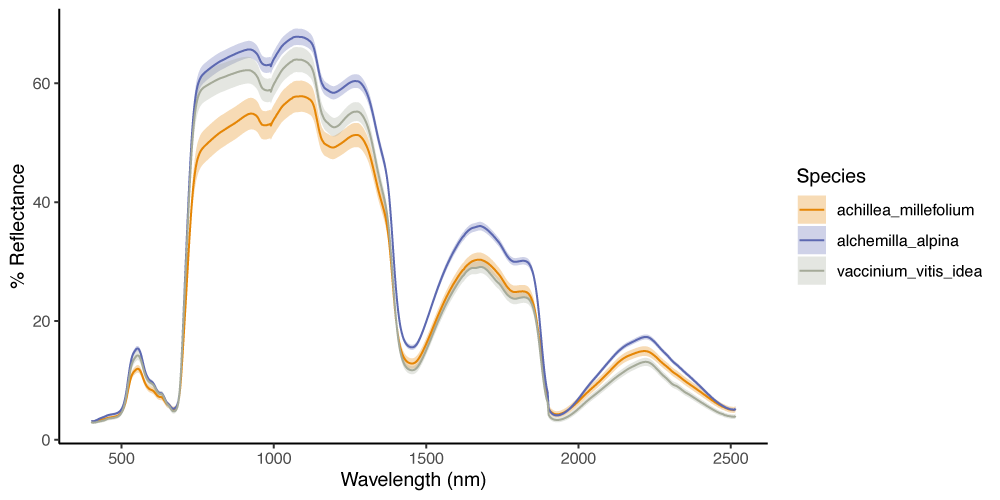 % Reflectance
60
40
20
0
500
1000
1500
2000
2500
Wavelength (nm)
Species
achillea_millefolium
alchemilla_alpina
vaccinium_vitis_idea